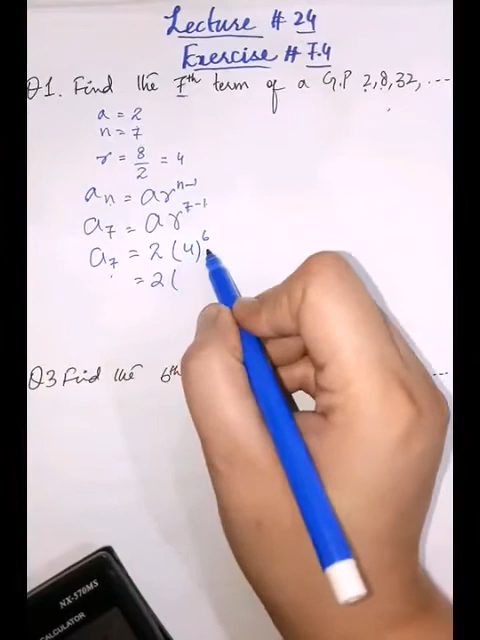 Lecture # 24
Exercise # 7.4
Q1. Find the 7th term of a G.P 2,8,32, ...
a = 2
n = 7
r = 8/2 = 4
aₙ = arⁿ⁻¹
a₇ = ar⁷⁻¹
a₇ = 2 (4)⁶
= 2 (
Q3 Find the 6th ...
NX-570MS
CALCULATOR